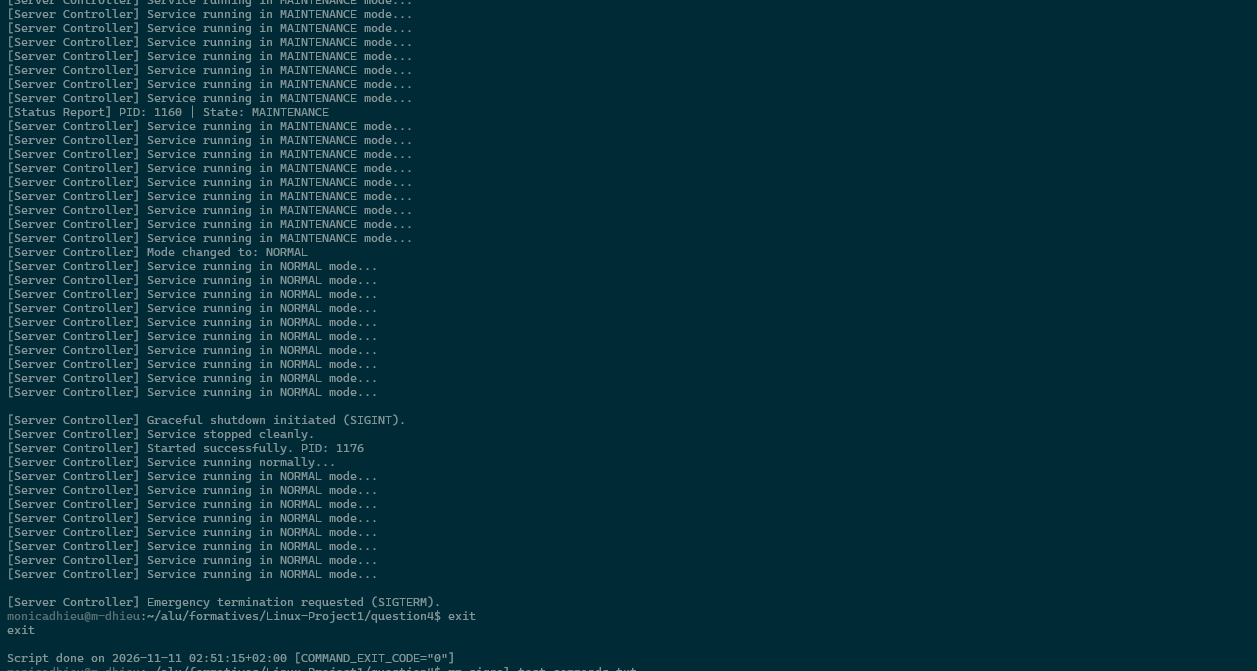 [Server Controller] Service running in MAINTENANCE mode...
[Server Controller] Service running in MAINTENANCE mode...
[Server Controller] Service running in MAINTENANCE mode...
[Server Controller] Service running in MAINTENANCE mode...
[Server Controller] Service running in MAINTENANCE mode...
[Server Controller] Service running in MAINTENANCE mode...
[Server Controller] Service running in MAINTENANCE mode...
[Server Controller] Service running in MAINTENANCE mode...
[Status Report] PID: 1160 | State: MAINTENANCE
[Server Controller] Service running in MAINTENANCE mode...
[Server Controller] Service running in MAINTENANCE mode...
[Server Controller] Service running in MAINTENANCE mode...
[Server Controller] Service running in MAINTENANCE mode...
[Server Controller] Service running in MAINTENANCE mode...
[Server Controller] Service running in MAINTENANCE mode...
[Server Controller] Service running in MAINTENANCE mode...
[Server Controller] Service running in MAINTENANCE mode...
[Server Controller] Service running in MAINTENANCE mode...
[Server Controller] Mode changed to: NORMAL
[Server Controller] Service running in NORMAL mode...
[Server Controller] Service running in NORMAL mode...
[Server Controller] Service running in NORMAL mode...
[Server Controller] Service running in NORMAL mode...
[Server Controller] Service running in NORMAL mode...
[Server Controller] Service running in NORMAL mode...
[Server Controller] Service running in NORMAL mode...
[Server Controller] Service running in NORMAL mode...
[Server Controller] Service running in NORMAL mode...
[Server Controller] Service running in NORMAL mode...
[Server Controller] Graceful shutdown initiated (SIGINT).
[Server Controller] Service stopped cleanly.
[Server Controller] Started successfully. PID: 1176
[Server Controller] Service running normally...
[Server Controller] Service running in NORMAL mode...
[Server Controller] Service running in NORMAL mode...
[Server Controller] Service running in NORMAL mode...
[Server Controller] Service running in NORMAL mode...
[Server Controller] Service running in NORMAL mode...
[Server Controller] Service running in NORMAL mode...
[Server Controller] Service running in NORMAL mode...
[Server Controller] Service running in NORMAL mode...
[Server Controller] Emergency termination requested (SIGTERM).
monicadhieu@m-dhieu:~/alu/formatives/Linux-Project1/question4$ exit
exit
Script done on 2026-11-11 02:51:15+02:00 [COMMAND_EXIT_CODE="0"]